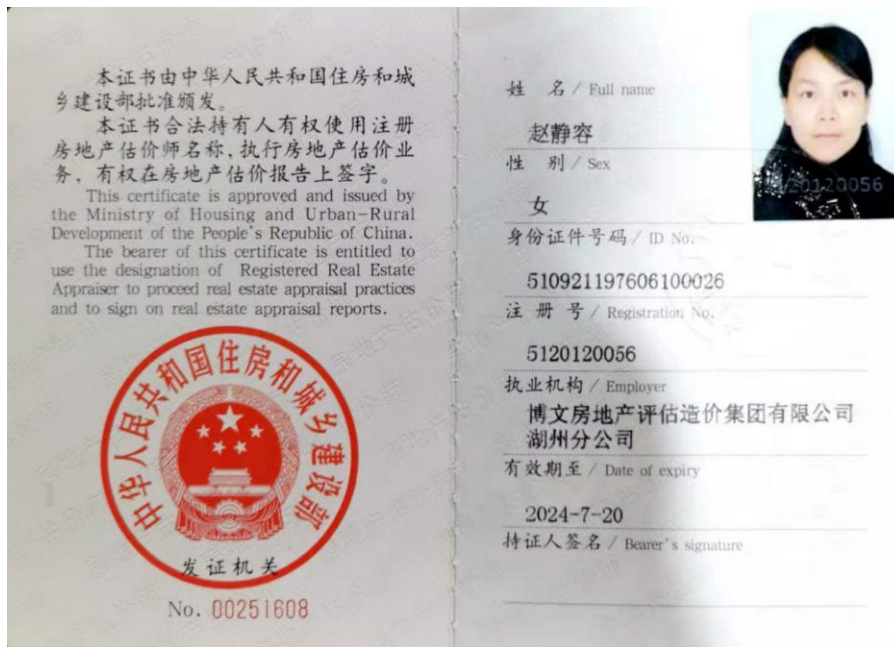 本证书由中华人民共和国住房和城
乡建设部批准颁发。
本证书合法持有人有权使用注册
房地产估价师名称,执行房地产估价业
务,有权在房地产估价报告上签字。
This certificate is approved and issued by
the Ministry of Housing and Urban-Rural
Development of the People's Republic of China.
The bearer of this certificate is entitled to
use the designation of Registered Real Estate
Appraiser to proceed real estate appraisal practices
and to sign on real estate appraisal reports.
中华人民共和国住房和城乡建设部
发证机关
No. 00251608
姓 名 / Full name
赵静容
性 别 / Sex
女
身份证件号码 / ID No.
510921197606100026
注 册 号 / Registration No.
5120120056
执业机构 / Employer
博文房地产评估造价集团有限公司
湖州分公司
有效期至 / Date of expiry
2024-7-20
持证人签名 / Bearer's signature
20120056